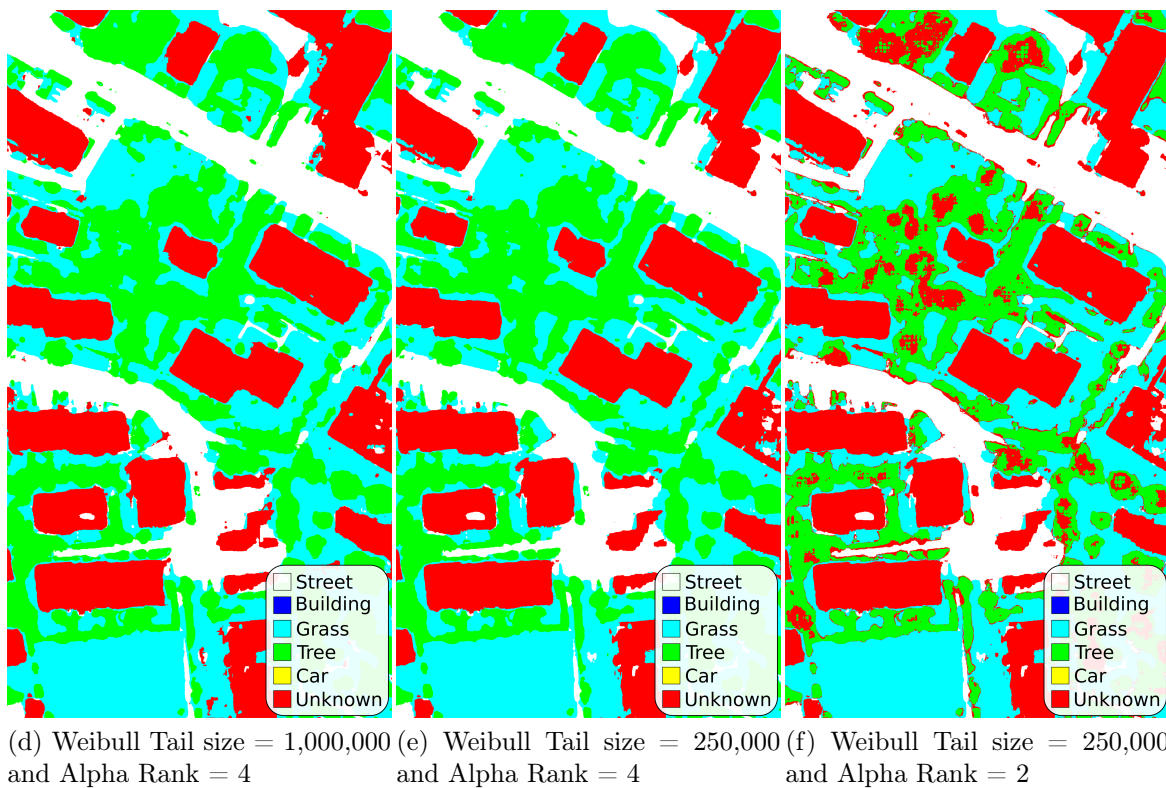 Street
Building
Grass
Tree
Car
Unknown
Street
Building
Grass
Tree
Car
Unknown
Street
Building
Grass
Tree
Car
Unknown
(d) Weibull Tail size = 1,000,000
and Alpha Rank = 4
(e) Weibull Tail size = 250,000
and Alpha Rank = 4
(f) Weibull Tail size = 250,000
and Alpha Rank = 2